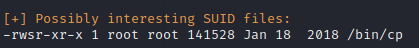 [+] Possibly interesting SUID files:
-rwsr-xr-x 1 root root 141528 Jan 18  2018 /bin/cp